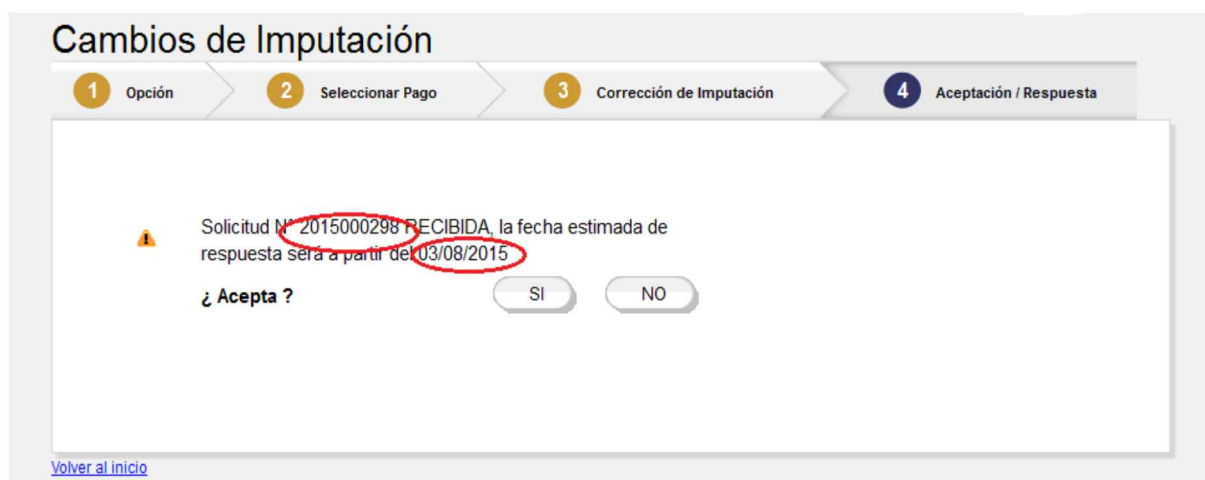 Cambios de Imputación
1 Opción 2 Seleccionar Pago 3 Corrección de Imputación 4 Aceptación / Respuesta
Solicitud N° 2015000298 RECIBIDA, la fecha estimada de
respuesta será a partir del 03/08/2015
¿ Acepta ? SI NO
Volver al inicio